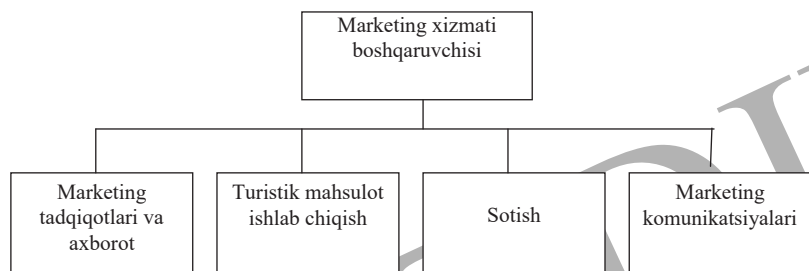 Marketing xizmati
boshqaruvchisi
Marketing
tadqiqotlari va
axborot
Turistik mahsulot
ishlab chiqish
Sotish
Marketing
komunikatsiyalari